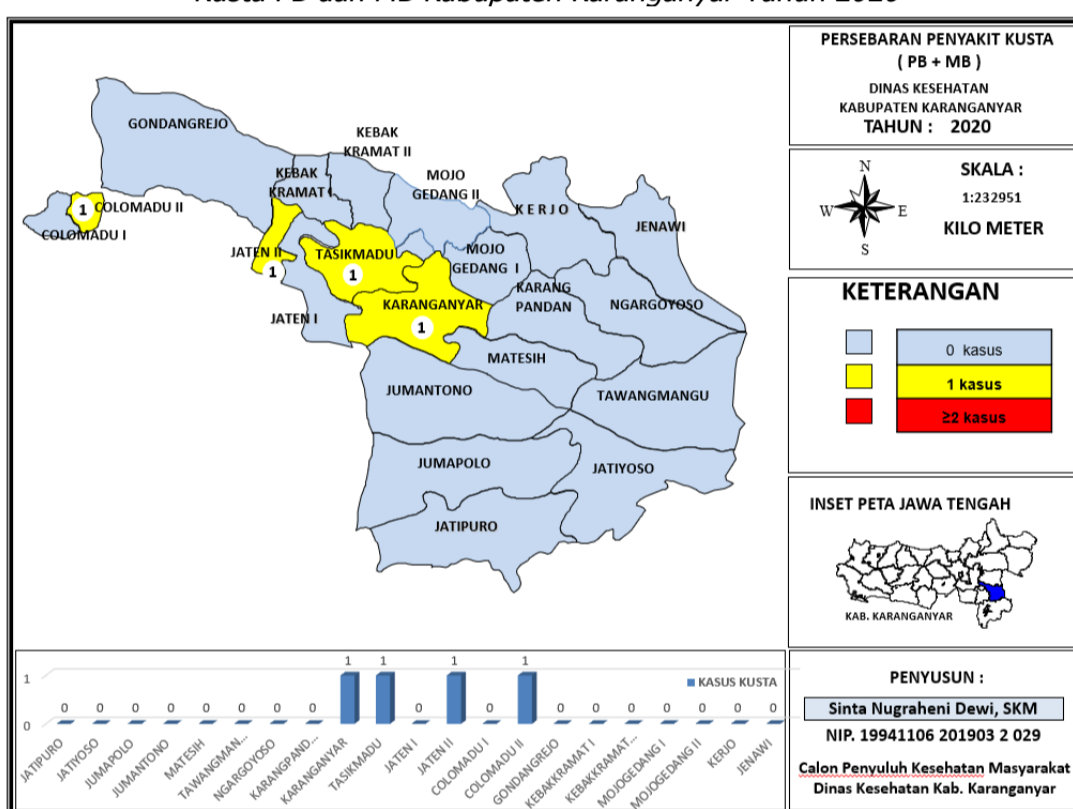 Kusta PB dan MB Kabupaten Karanganyar Tahun 2020
PERSEBARAN PENYAKIT KUSTA
( PB + MB )
DINAS KESEHATAN
KABUPATEN KARANGANYAR
TAHUN : 2020
N
W E
S
SKALA :
1:232951
KILO METER
KETERANGAN
0 kasus
1 kasus
≥2 kasus
INSET PETA JAWA TENGAH
KAB. KARANGANYAR
PENYUSUN :
Sinta Nugraheni Dewi, SKM
NIP. 19941106 201903 2 029
Calon Penyuluh Kesehatan Masyarakat
Dinas Kesehatan Kab. Karanganyar
GONDANGREJO
KEBAK
KRAMAT II
KEBAK
KRAMAT I
MOJO
GEDANG II
KERJO
JENAWI
1
COLOMADU II
COLOMADU I
JATEN II
1
TASIKMADU
1
MOJO
GEDANG I
KARANG
PANDAN
NGARGOYOSO
KARANGANYAR
1
JATEN I
MATESIH
JUMANTONO
TAWANGMANGU
JUMAPOLO
JATIYOSO
JATIPURO
KASUS KUSTA
1
0
0 0 0 0 0 0 0 0 1 1 0 1 0 1 0 0 0 0 0 0 0
JATIPURO
JATIYOSO
JUMAPOLO
JUMANTONO
MATESIH
TAWANGMAN...
NGARGOYOSO
KARANGPAND...
KARANGANYAR
TASIKMADU
JATEN I
JATEN II
COLOMADU I
COLOMADU II
GONDANGREJO
KEBAKKRAMAT I
KEBAKKRAMAT...
MOJOGEDANG I
MOJOGEDANG II
KERJO
JENAWI